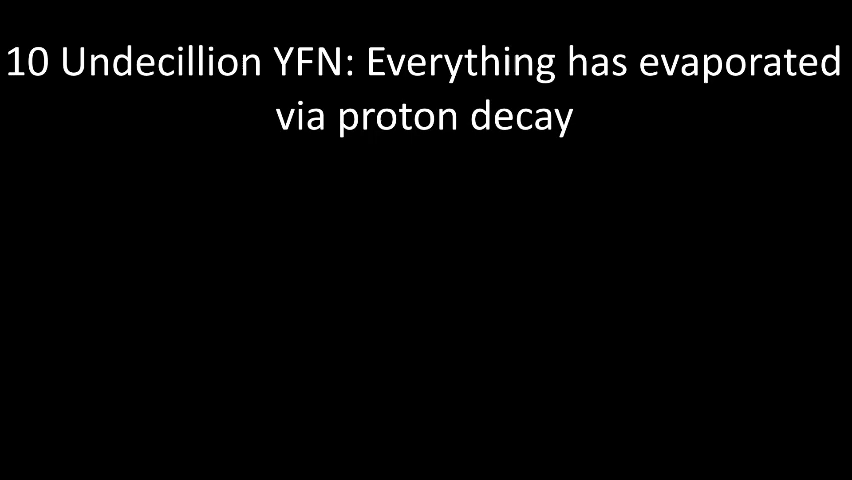 10 Undecillion YFN: Everything has evaporated
via proton decay